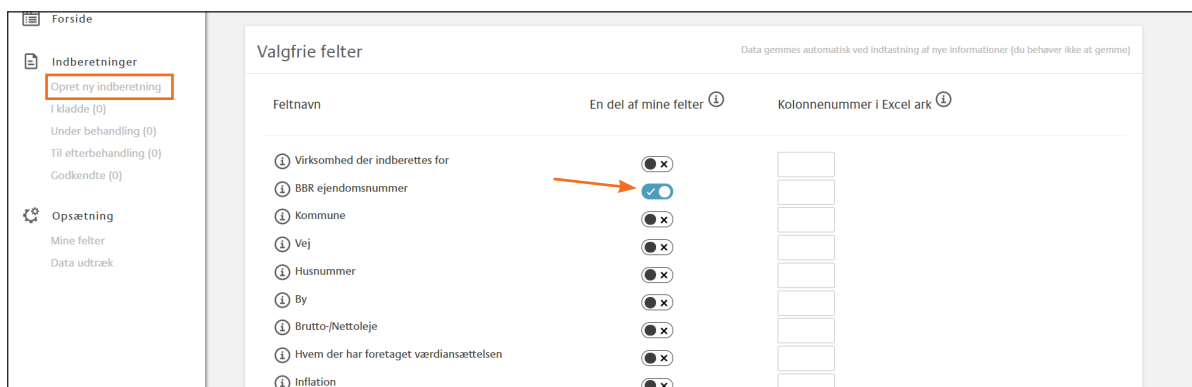 Forside
Indberetninger
Opret ny indberetning
I kladde (0)
Under behandling (0)
Til efterbehandling (0)
Godkendte (0)
Opsætning
Mine felter
Data udtræk
Valgfrie felter
Data gemmes automatisk ved indtastning af nye informationer (du behøver ikke at gemme)
Feltnavn En del af mine felter Kolonnenummer i Excel ark
Virksomhed der indberettes for
BBR ejendomsnummer
Kommune
Vej
Husnummer
By
Brutto-/Nettoleje
Hvem der har foretaget værdiansættelsen
Inflation